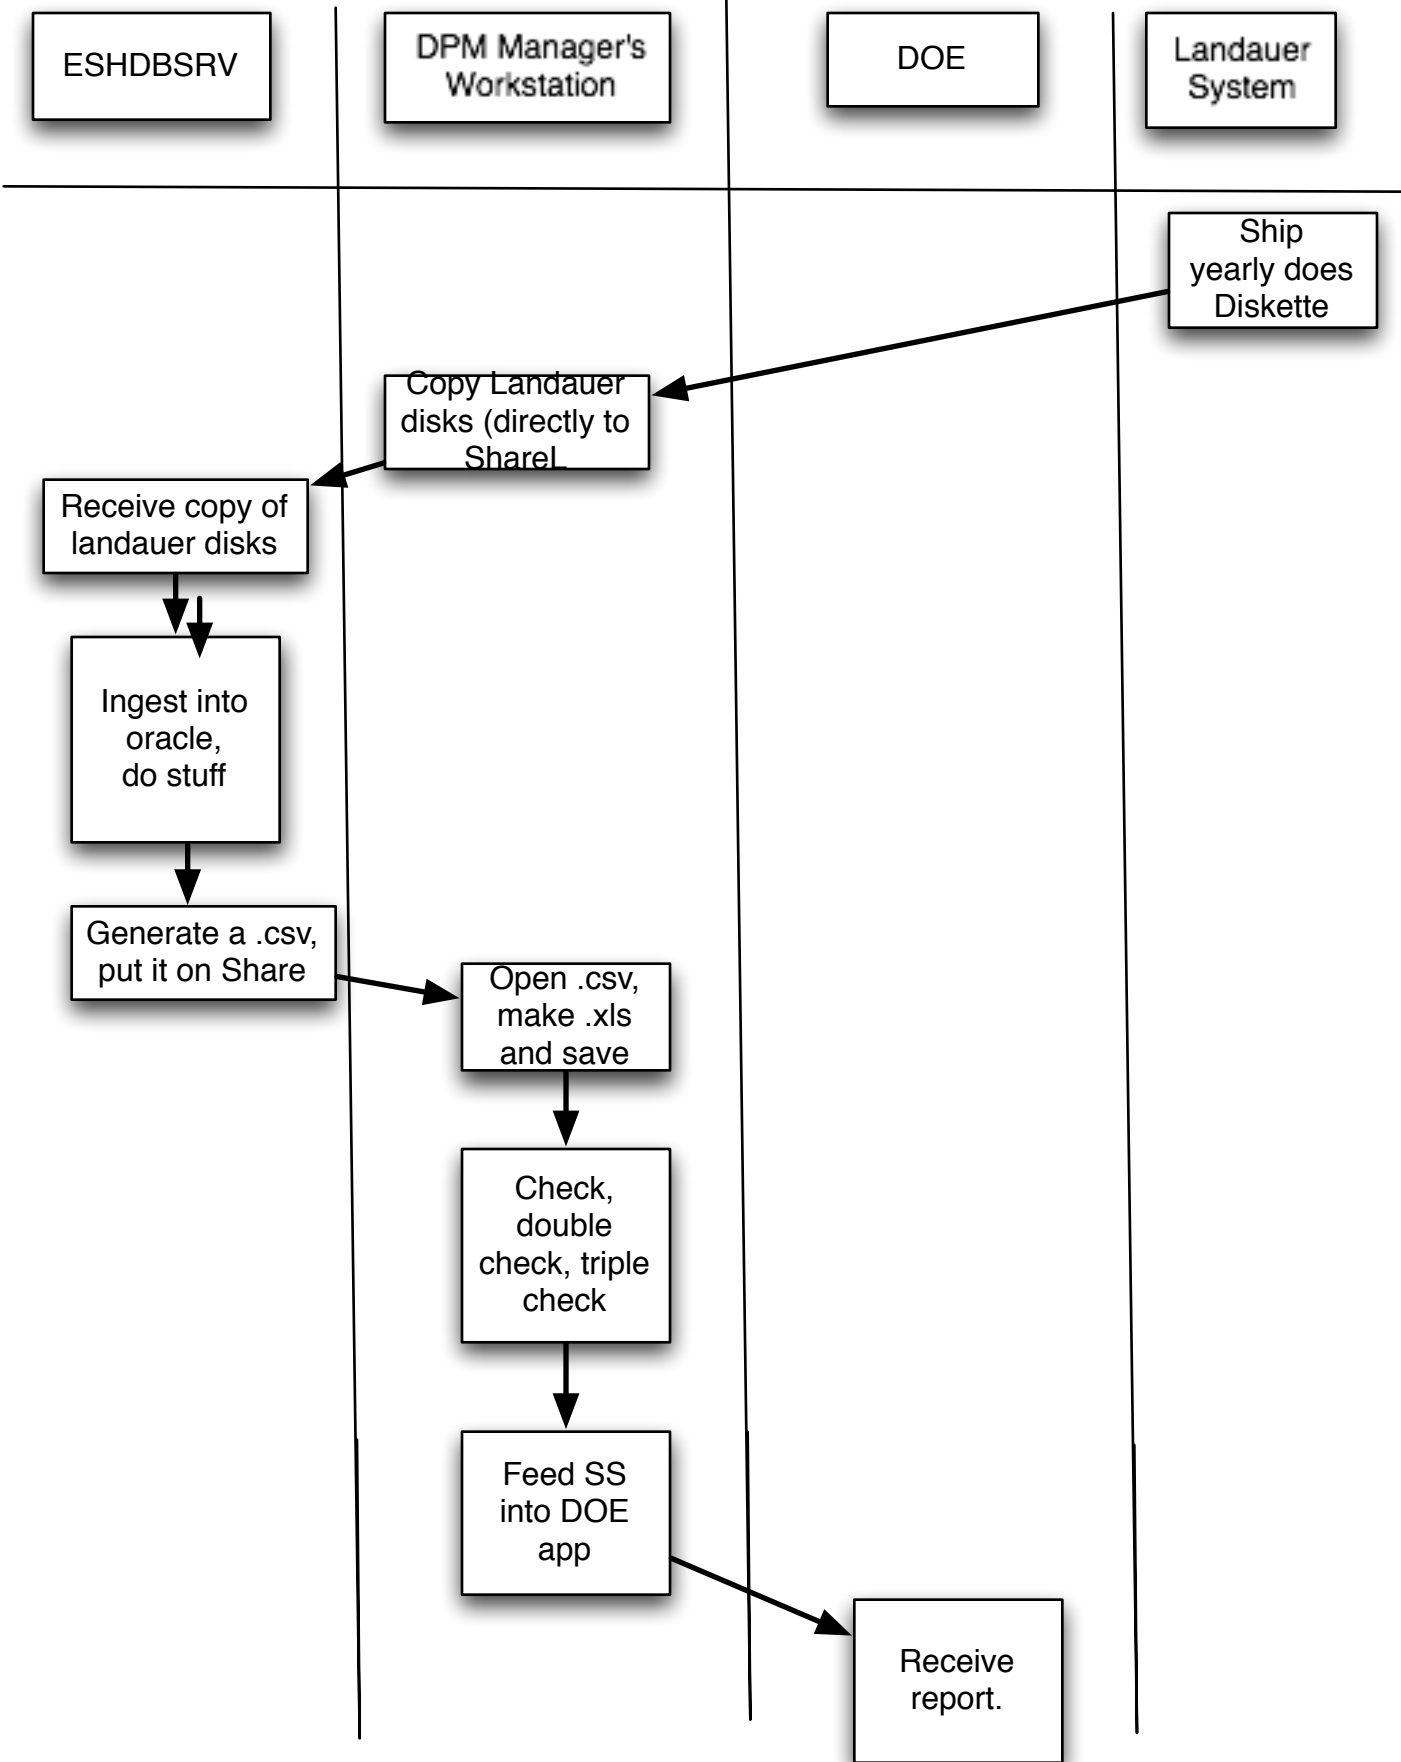 ESHDBSRV
DPM Manager's
Workstation
DOE
Landauer
System
Ship
yearly does
Diskette
Copy Landauer
disks (directly to
ShareL
Receive copy of
landauer disks
Ingest into
oracle,
do stuff
Generate a .csv,
put it on Share
Open .csv,
make .xls
and save
Check,
double
check, triple
check
Feed SS
into DOE
app
Receive
report.